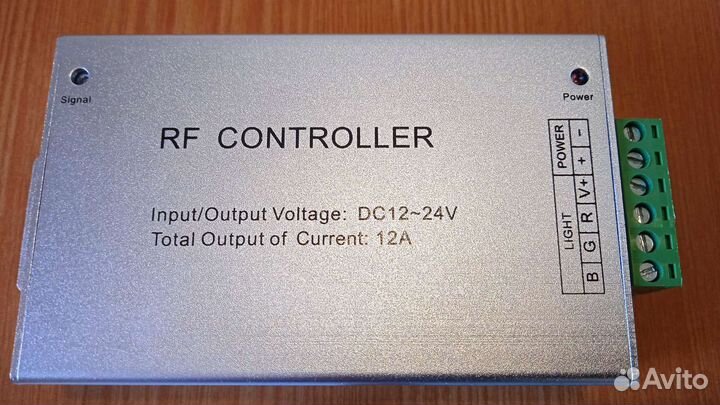 Signal
Power
RF CONTROLLER
Input/Output Voltage: DC12~24V
Total Output of Current: 12A
POWER
- +
LIGHT
V+ R G B
Avito